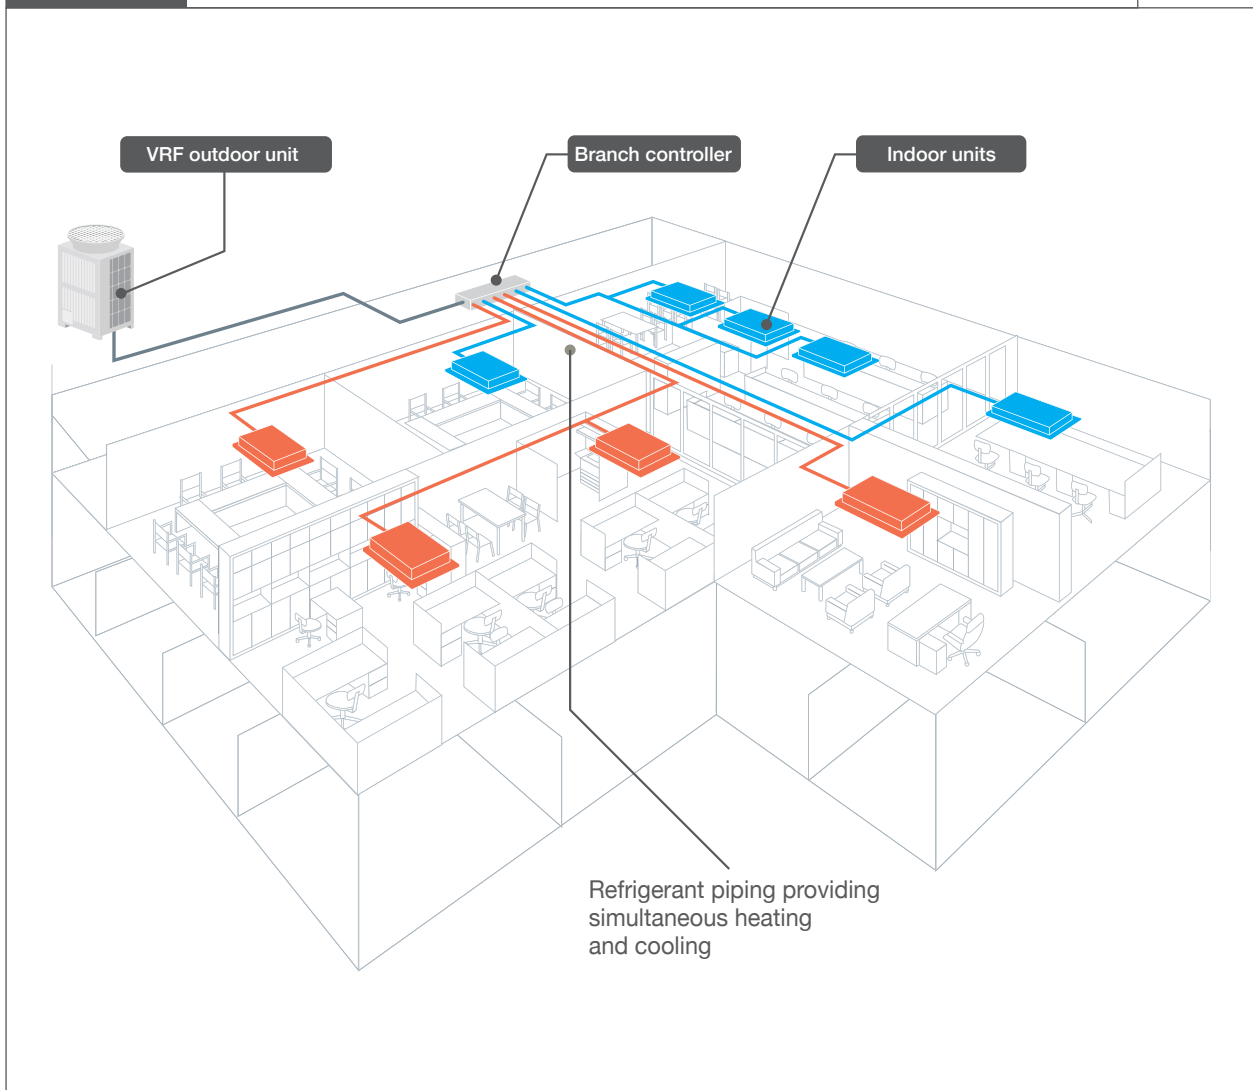 VRF outdoor unit
Branch controller
Indoor units
Refrigerant piping providing
simultaneous heating
and cooling